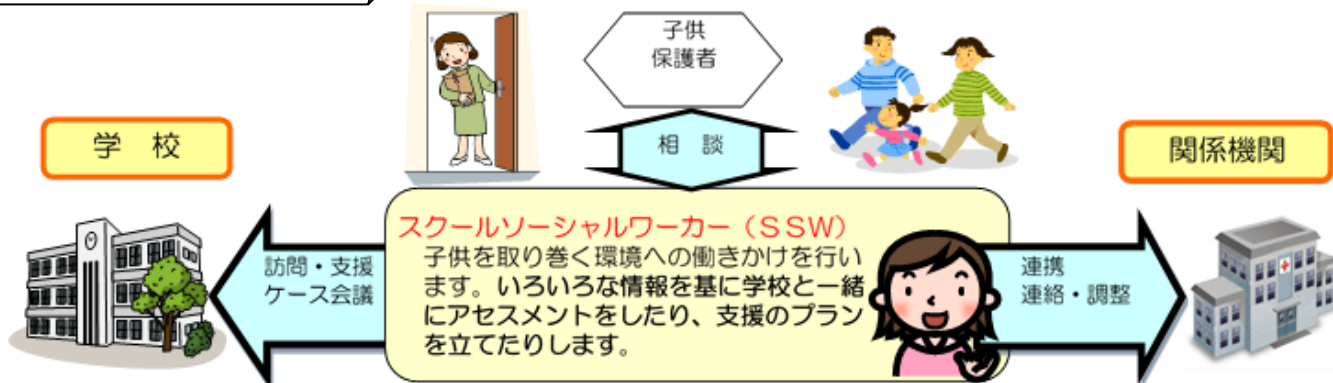 子供
保護者
相 談
学 校
関係機関
スクールソーシャルワーカー（ＳＳＷ）
子供を取り巻く環境への働きかけを行い
ます。いろいろな情報を基に学校と一緒
にアセスメントをしたり、支援のプラン
を立てたりします。
訪問・支援
ケース会議
連携
連絡・調整